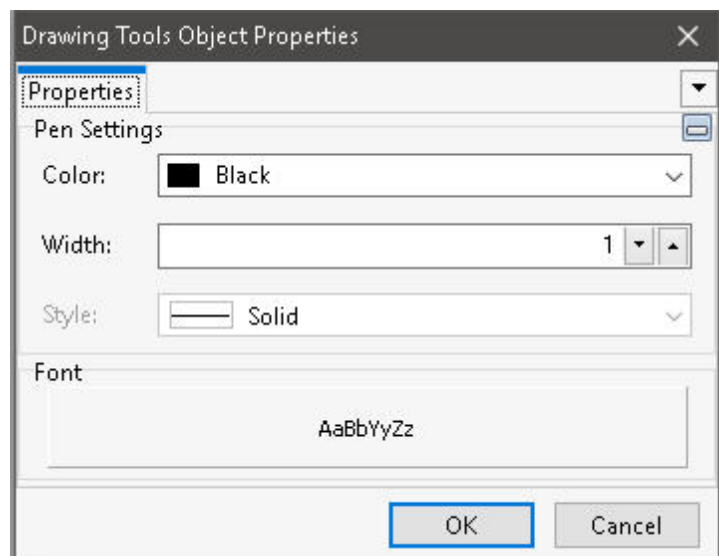 Drawing Tools Object Properties
Properties
Pen Settings
Color: Black
Width: 1
Style: Solid
Font
AaBbYyZz
OK Cancel